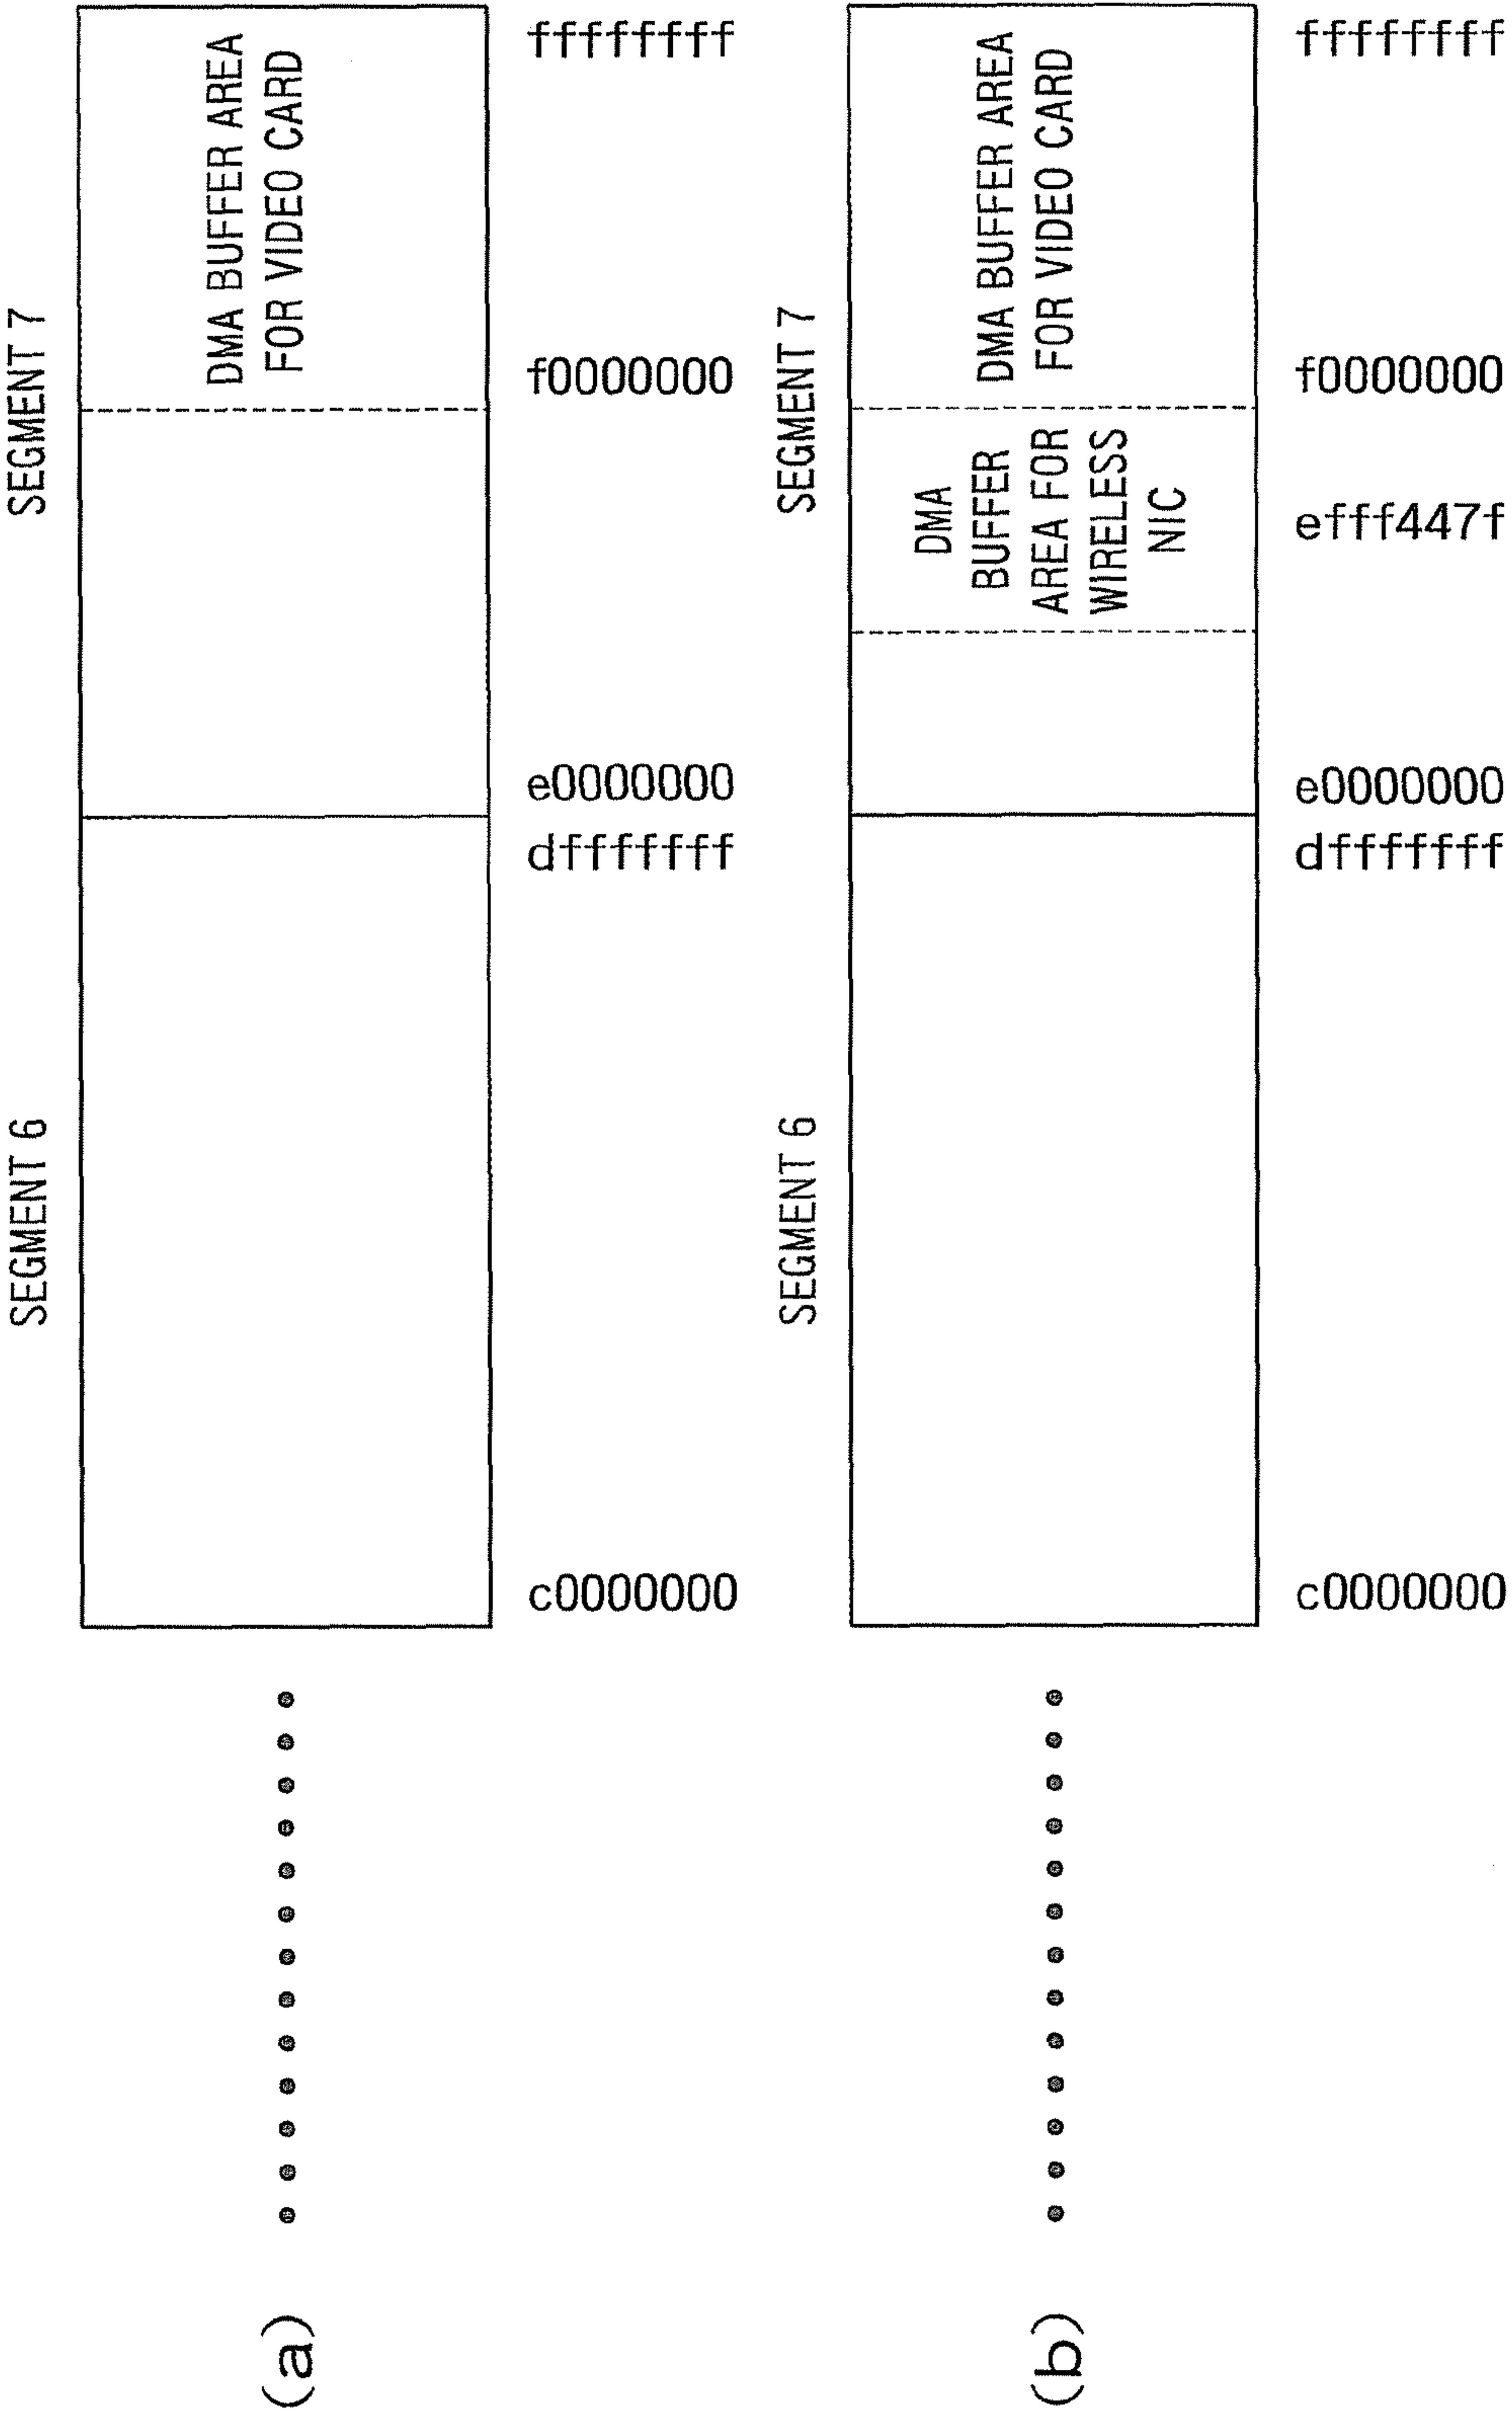 (a)
SEGMENT 6
SEGMENT 7
DMA BUFFER AREA
FOR VIDEO CARD
c0000000
dfffffff
e0000000
f0000000
ffffffff
(b)
SEGMENT 6
SEGMENT 7
DMA
BUFFER
AREA FOR
WIRELESS
NIC
DMA BUFFER AREA
FOR VIDEO CARD
c0000000
dfffffff
e0000000
efff447f
f0000000
ffffffff